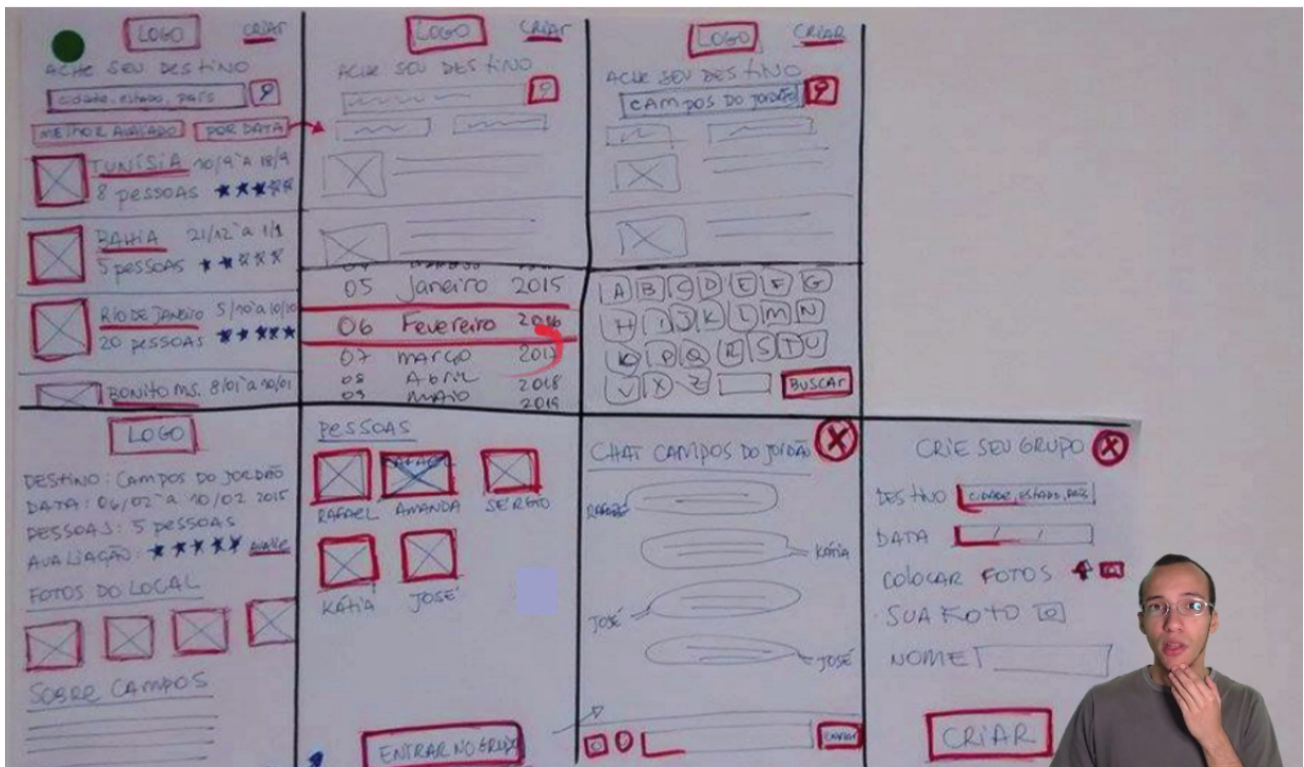 LOGO CRIAR
ACHE SEU DESTINO
cidade, estado, país
MELHOR AVALIADO POR DATA
TUNÍSIA 10/9 A 18/9
8 PESSOAS
BAHIA 21/12 a 1/1
5 PESSOAS
RIO DE JANEIRO 5/10 a 10/10
20 PESSOAS
BONITO MS. 8/01 a 10/01
LOGO CRIAR
ACHE SEU DESTINO
05 Janeiro 2015
06 Fevereiro 2016
07 março 2017
08 Abril 2018
09 maio 2019
LOGO CRIAR
ACHE SEU DESTINO
CAMPOS DO JORDÃO
A B C D E F G
H I J K L M N
O P Q R S T U
V X Z BUSCAr
LOGO
DESTINO: CAMPOS DO JORDÃO
DATA: 06/02 a 10/02 2015
PESSOAS: 5 PESSOAS
AVALIAÇÃO: Avalie
FOTOS DO LOCAL
SOBRE CAMPOS
PESSOAS
RAFAEL AMANDA SERGIO
KÁTIA JOSÉ
ENTRAR NO GRUPO
CHAT CAMPOS DO JORDÃO X
RAFAEL
KÁTIA
JOSÉ
JOSÉ
ENVIAR
CRIE SEU GRUPO X
DESTINO cidade, estado, país
DATA / /
COLOCAR FOTOS
SUA FOTO
NOME
CRIAR